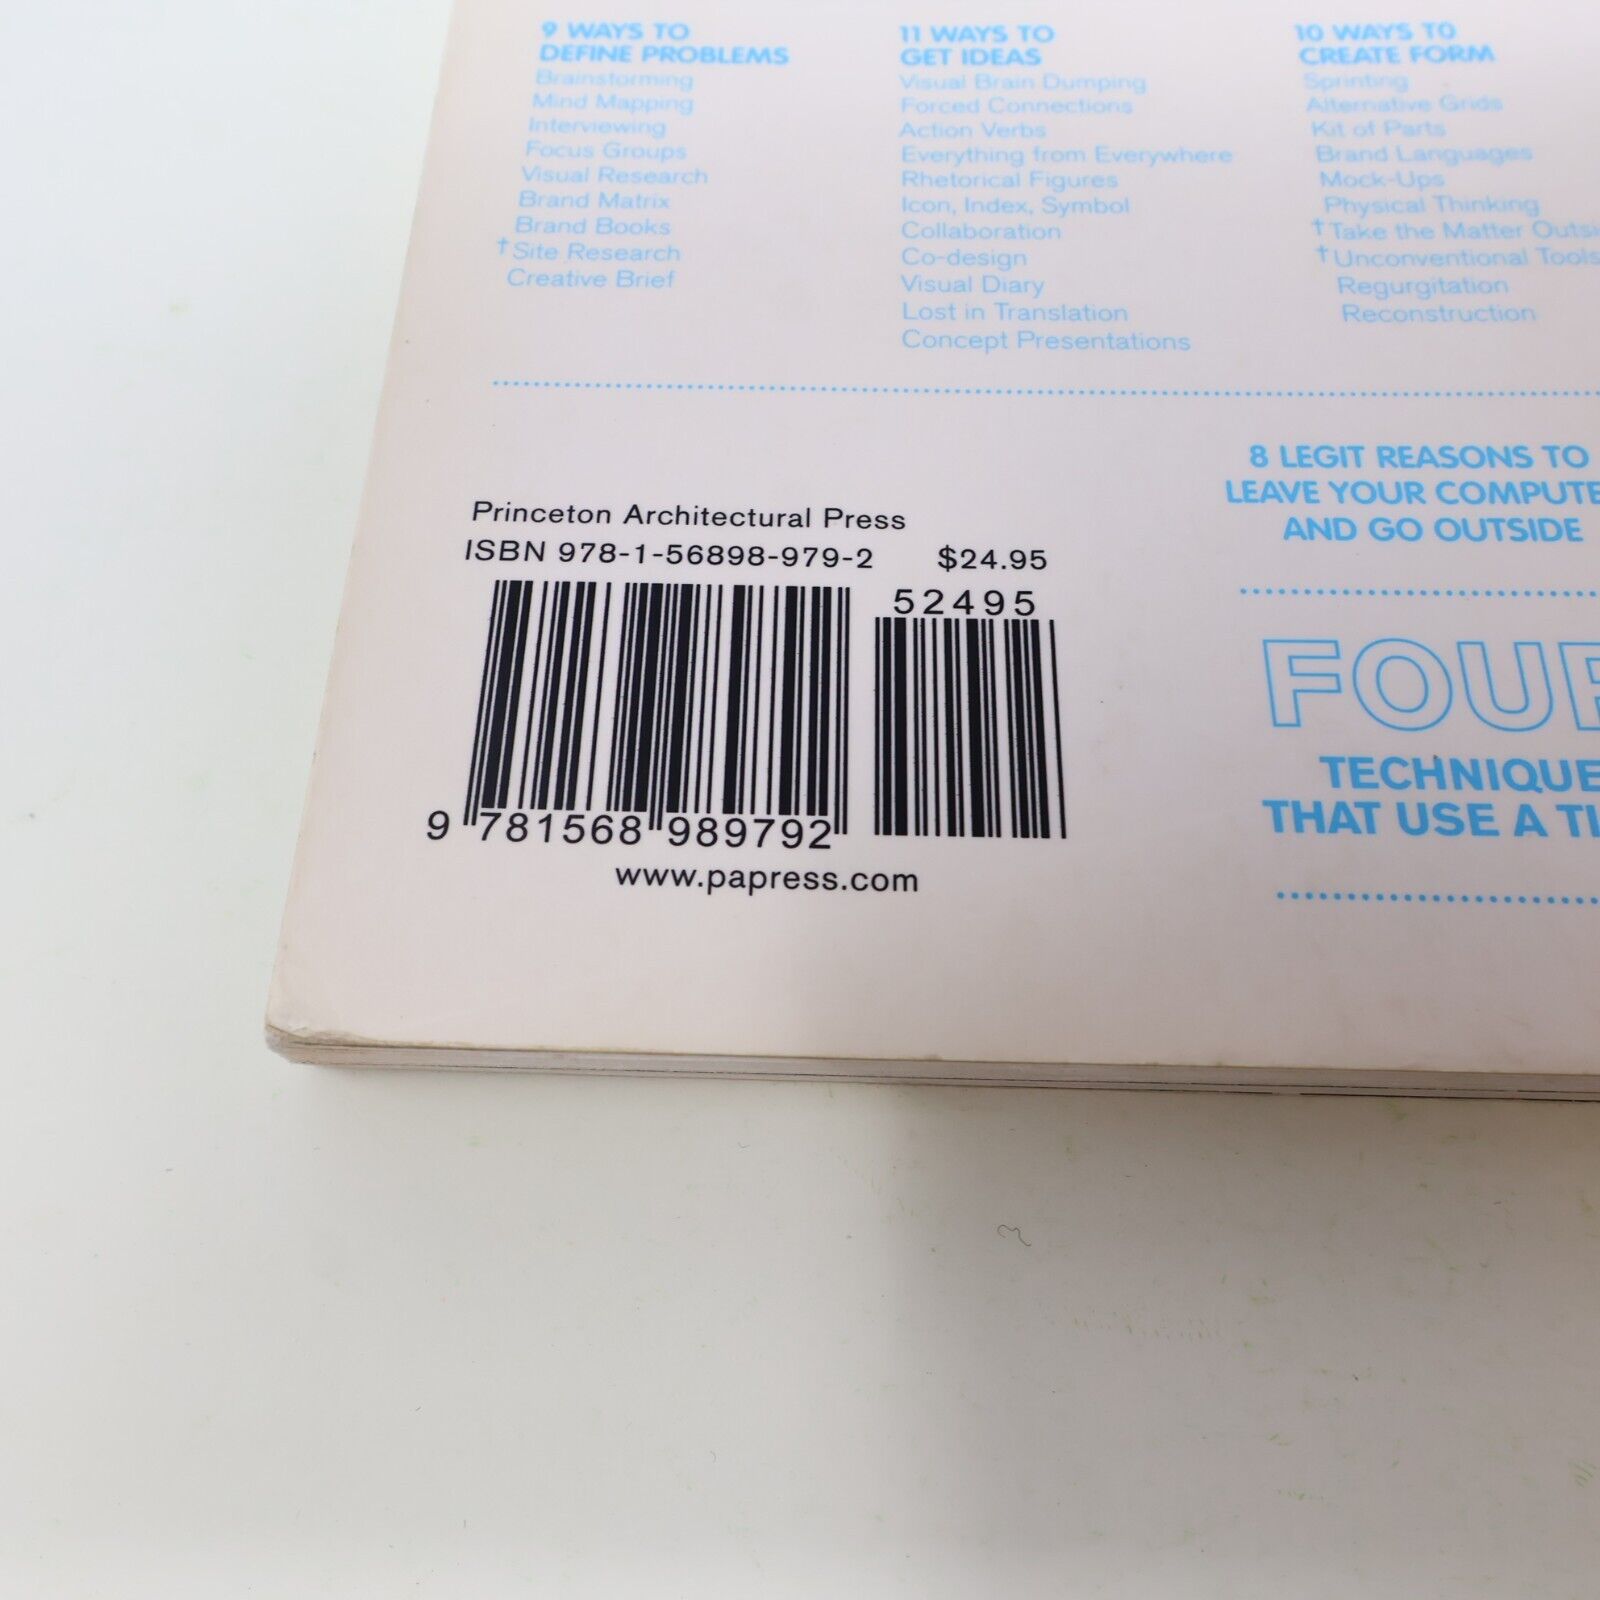 9 WAYS TO
DEFINE PROBLEMS
Brainstorming
Mind Mapping
Interviewing
Focus Groups
Visual Research
Brand Matrix
Brand Books
†Site Research
Creative Brief
11 WAYS TO
GET IDEAS
Visual Brain Dumping
Forced Connections
Action Verbs
Everything from Everywhere
Rhetorical Figures
Icon, Index, Symbol
Collaboration
Co-design
Visual Diary
Lost in Translation
Concept Presentations
10 WAYS TO
CREATE FORM
Sprinting
Alternative Grids
Kit of Parts
Brand Languages
Mock-Ups
Physical Thinking
†Take the Matter Outsi
†Unconventional Tools
Regurgitation
Reconstruction
8 LEGIT REASONS TO
LEAVE YOUR COMPUTE
AND GO OUTSIDE
FOUR
TECHNIQUE
THAT USE A TI
Princeton Architectural Press
ISBN 978-1-56898-979-2 $24.95
52495
9 781568 989792
www.papress.com